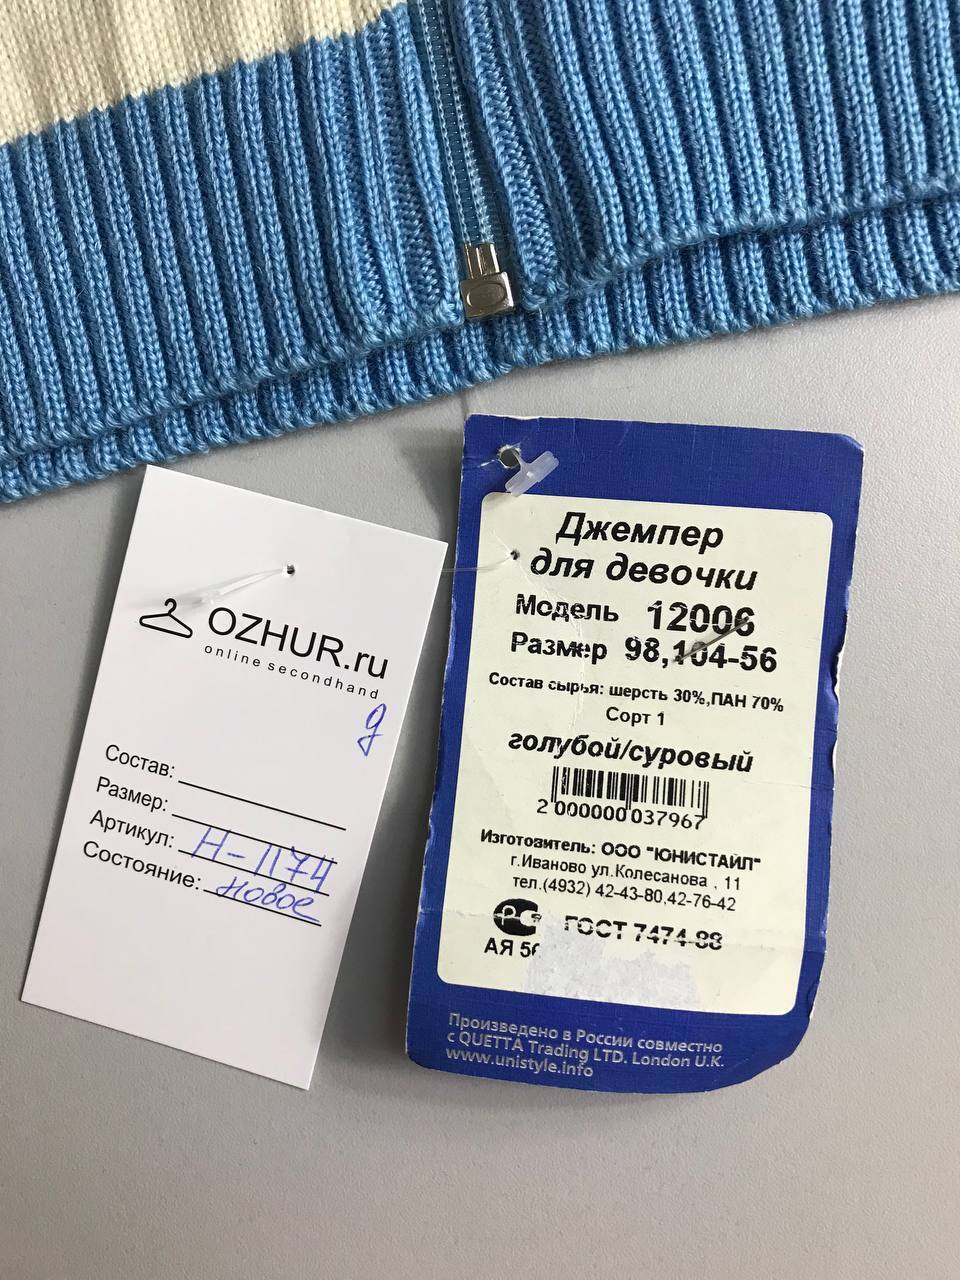 OZHUR.ru
online secondhand
д
Состав:
Размер:
Артикул: Н-1174
Состояние: новое
Джемпер
для девочки
Модель 12006
Размер 98,104-56
Состав сырья: шерсть 30%,ПАН 70%
Сорт 1
голубой/суровый
2 000000 037967
Изготовитель: ООО "ЮНИСТАЙЛ"
г.Иваново ул.Колесанова , 11
тел.(4932) 42-43-80,42-76-42
РС ГОСТ 7474-88
АЯ
Произведено в России совместно
с QUETTA Trading LTD. London U.K.
www.unistyle.info